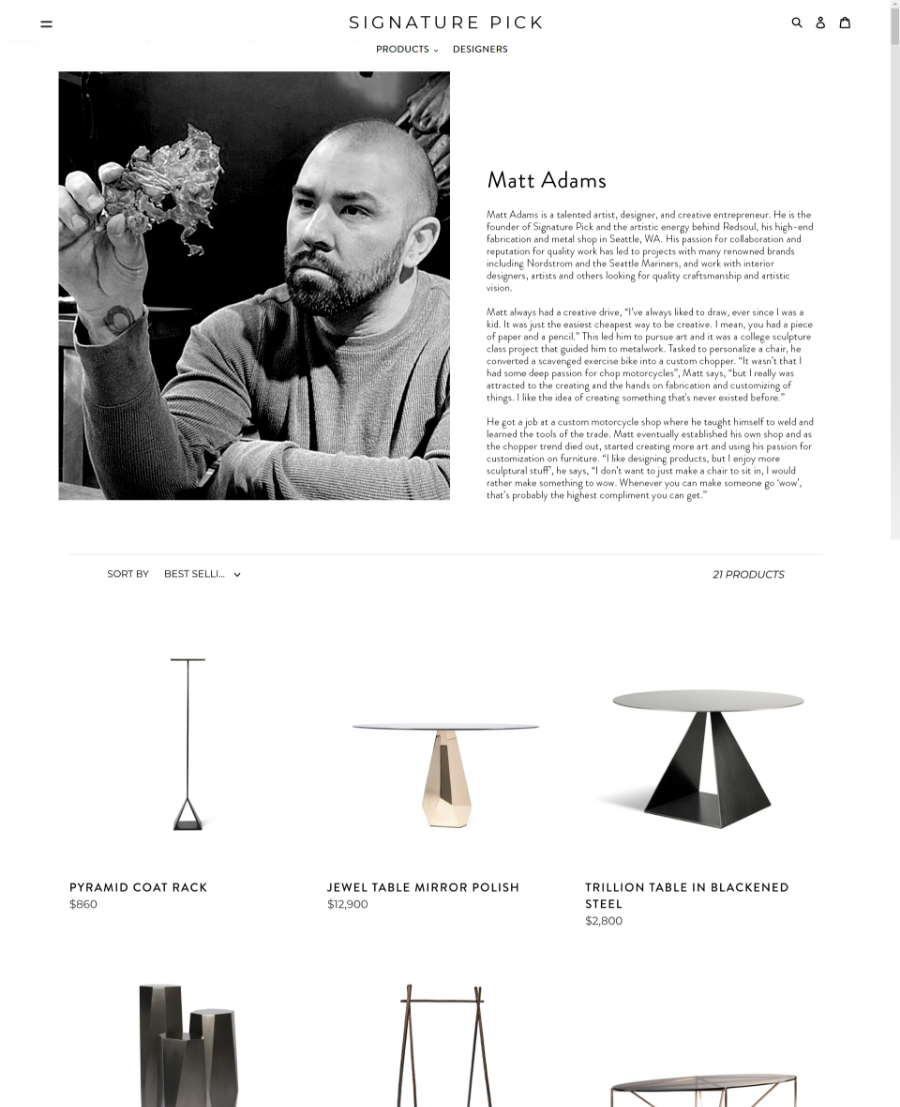 SIGNATURE PICK
PRODUCTS
DESIGNERS
Matt Adams
Matt Adams is a talented artist, designer, and creative entrepreneur. He is the
founder of Signature Pick and the artistic energy behind Redsoul, his high-end
fabrication and metal shop in Seattle, WA. His passion for collaboration and
reputation for quality work has led to projects with many renowned brands
including Nordstrom and the Seattle Mariners, and work with interior
designers, artists and others looking for quality craftsmanship and artistic
vision.
Matt always had a creative drive, “I’ve always liked to draw, ever since I was a
kid. It was just the easiest cheapest way to be creative. I mean, you had a piece
of paper and a pencil.” This led him to pursue art and it was a college sculpture
class project that guided him to metalwork. Tasked to personalize a chair, he
converted a scavenged exercise bike into a custom chopper. “It wasn’t that I
had some deep passion for chop motorcycles”, Matt says, “but I really was
attracted to the creating and the hands on fabrication and customizing of
things. I like the idea of creating something that's never existed before.”
He got a job at a custom motorcycle shop where he taught himself to weld and
learned the tools of the trade. Matt eventually established his own shop and as
the chopper trend died out, started creating more art and using his passion for
customization on furniture. “I like designing products, but I enjoy more
sculptural stuff’, he says, “I don’t want to just make a chair to sit in, I would
rather make something to wow. Whenever you can make someone go ‘wow’,
that’s probably the highest compliment you can get.”
SORT BY BEST SELLI...
21 PRODUCTS
PYRAMID COAT RACK
$860
JEWEL TABLE MIRROR POLISH
$12,900
TRILLION TABLE IN BLACKENED
STEEL
$2,800